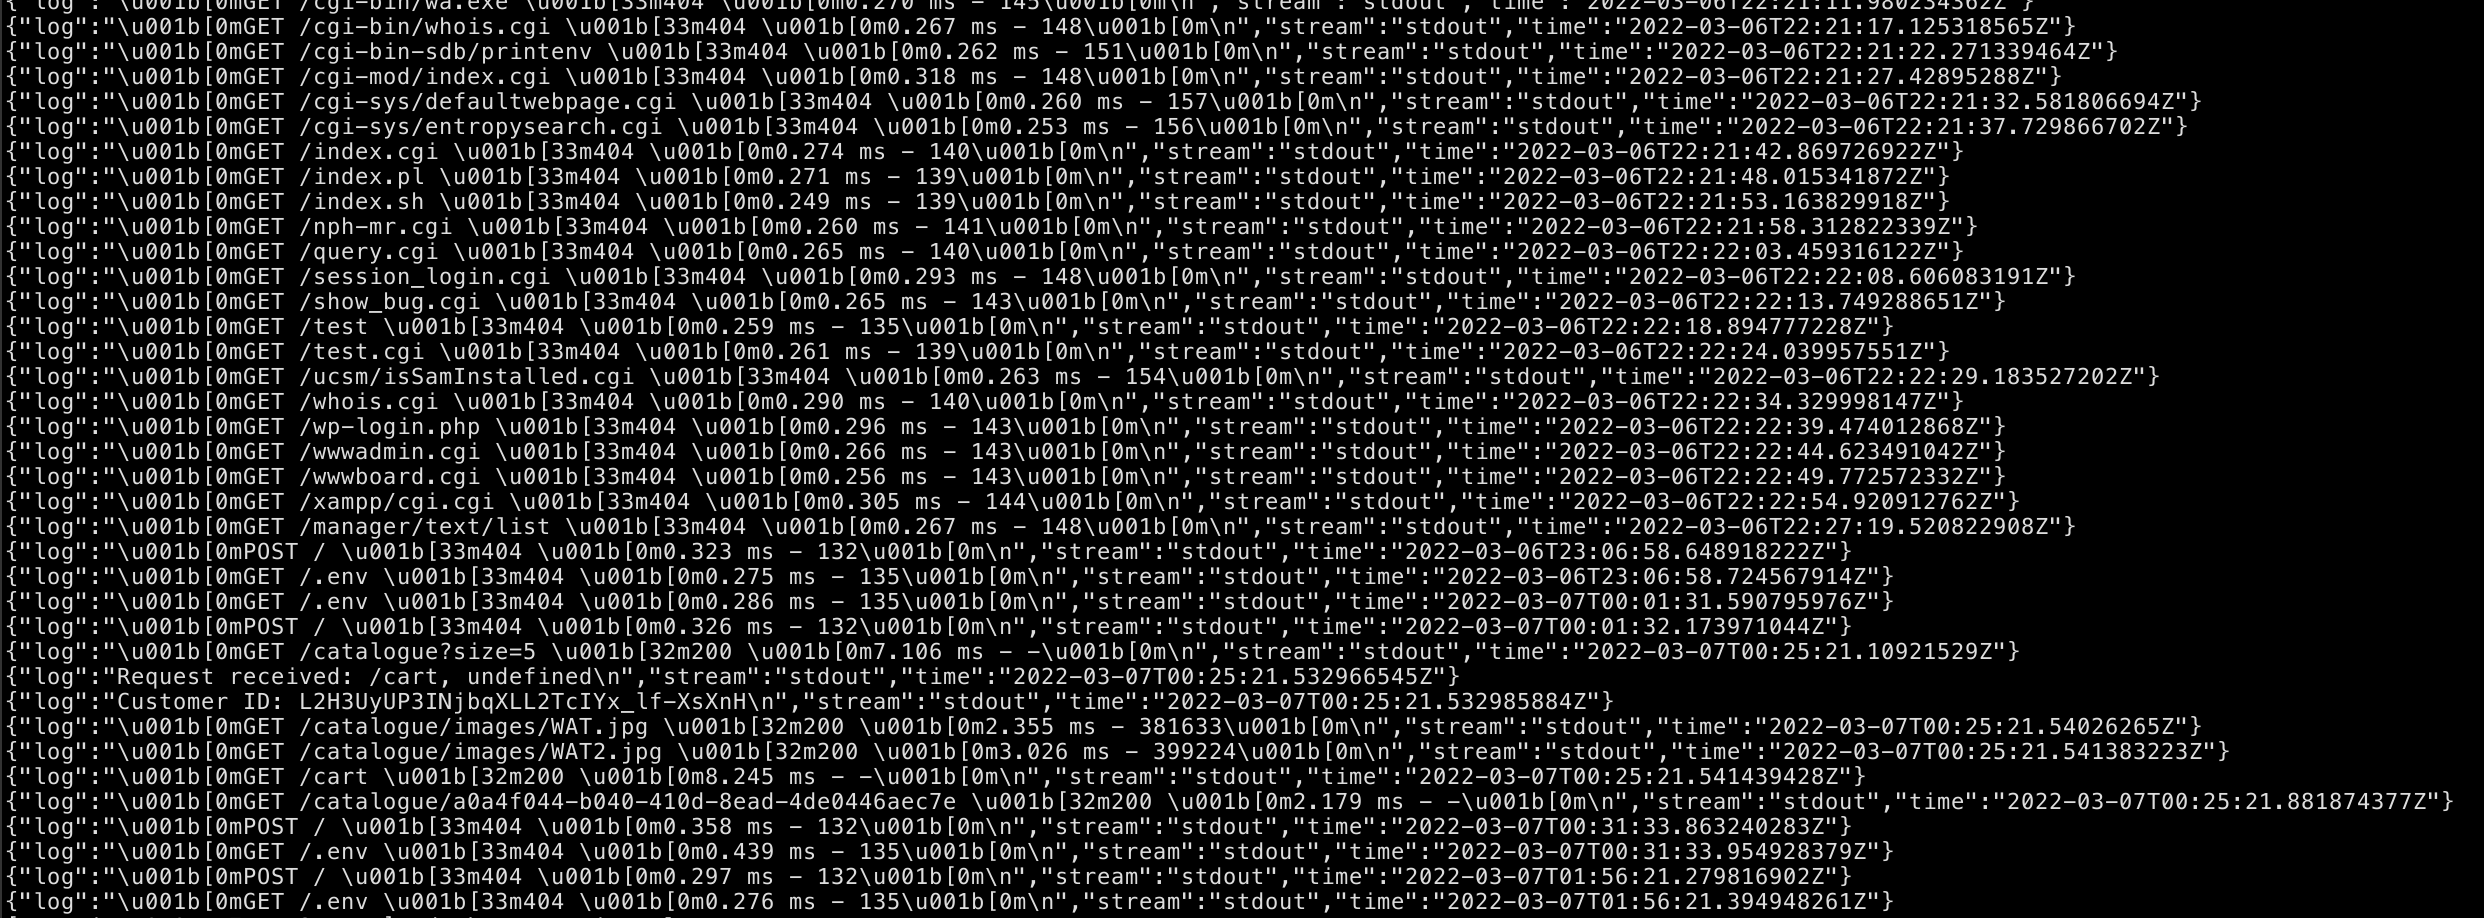 {"log":"\u001b[0mGET /cgi-bin/wa.exe \u001b[33m404 \u001b[0m0.270 ms - 145\u001b[0m\n","stream":"stdout","time":"2022-03-06T22:21:11.980234362Z"}
{"log":"\u001b[0mGET /cgi-bin/whois.cgi \u001b[33m404 \u001b[0m0.267 ms - 148\u001b[0m\n","stream":"stdout","time":"2022-03-06T22:21:17.125318565Z"}
{"log":"\u001b[0mGET /cgi-bin-sdb/printenv \u001b[33m404 \u001b[0m0.262 ms - 151\u001b[0m\n","stream":"stdout","time":"2022-03-06T22:21:22.271339464Z"}
{"log":"\u001b[0mGET /cgi-mod/index.cgi \u001b[33m404 \u001b[0m0.318 ms - 148\u001b[0m\n","stream":"stdout","time":"2022-03-06T22:21:27.42895288Z"}
{"log":"\u001b[0mGET /cgi-sys/defaultwebpage.cgi \u001b[33m404 \u001b[0m0.260 ms - 157\u001b[0m\n","stream":"stdout","time":"2022-03-06T22:21:32.581806694Z"}
{"log":"\u001b[0mGET /cgi-sys/entropysearch.cgi \u001b[33m404 \u001b[0m0.253 ms - 156\u001b[0m\n","stream":"stdout","time":"2022-03-06T22:21:37.729866702Z"}
{"log":"\u001b[0mGET /index.cgi \u001b[33m404 \u001b[0m0.274 ms - 140\u001b[0m\n","stream":"stdout","time":"2022-03-06T22:21:42.869726922Z"}
{"log":"\u001b[0mGET /index.pl \u001b[33m404 \u001b[0m0.271 ms - 139\u001b[0m\n","stream":"stdout","time":"2022-03-06T22:21:48.015341872Z"}
{"log":"\u001b[0mGET /index.sh \u001b[33m404 \u001b[0m0.249 ms - 139\u001b[0m\n","stream":"stdout","time":"2022-03-06T22:21:53.163829918Z"}
{"log":"\u001b[0mGET /nph-mr.cgi \u001b[33m404 \u001b[0m0.260 ms - 141\u001b[0m\n","stream":"stdout","time":"2022-03-06T22:21:58.312822339Z"}
{"log":"\u001b[0mGET /query.cgi \u001b[33m404 \u001b[0m0.265 ms - 140\u001b[0m\n","stream":"stdout","time":"2022-03-06T22:22:03.459316122Z"}
{"log":"\u001b[0mGET /session_login.cgi \u001b[33m404 \u001b[0m0.293 ms - 148\u001b[0m\n","stream":"stdout","time":"2022-03-06T22:22:08.606083191Z"}
{"log":"\u001b[0mGET /show_bug.cgi \u001b[33m404 \u001b[0m0.265 ms - 143\u001b[0m\n","stream":"stdout","time":"2022-03-06T22:22:13.749288651Z"}
{"log":"\u001b[0mGET /test \u001b[33m404 \u001b[0m0.259 ms - 135\u001b[0m\n","stream":"stdout","time":"2022-03-06T22:22:18.894777228Z"}
{"log":"\u001b[0mGET /test.cgi \u001b[33m404 \u001b[0m0.261 ms - 139\u001b[0m\n","stream":"stdout","time":"2022-03-06T22:22:24.039957551Z"}
{"log":"\u001b[0mGET /ucsm/isSamInstalled.cgi \u001b[33m404 \u001b[0m0.263 ms - 154\u001b[0m\n","stream":"stdout","time":"2022-03-06T22:22:29.183527202Z"}
{"log":"\u001b[0mGET /whois.cgi \u001b[33m404 \u001b[0m0.290 ms - 140\u001b[0m\n","stream":"stdout","time":"2022-03-06T22:22:34.329998147Z"}
{"log":"\u001b[0mGET /wp-login.php \u001b[33m404 \u001b[0m0.296 ms - 143\u001b[0m\n","stream":"stdout","time":"2022-03-06T22:22:39.474012868Z"}
{"log":"\u001b[0mGET /wwwadmin.cgi \u001b[33m404 \u001b[0m0.266 ms - 143\u001b[0m\n","stream":"stdout","time":"2022-03-06T22:22:44.623491042Z"}
{"log":"\u001b[0mGET /wwwboard.cgi \u001b[33m404 \u001b[0m0.256 ms - 143\u001b[0m\n","stream":"stdout","time":"2022-03-06T22:22:49.772572332Z"}
{"log":"\u001b[0mGET /xampp/cgi.cgi \u001b[33m404 \u001b[0m0.305 ms - 144\u001b[0m\n","stream":"stdout","time":"2022-03-06T22:22:54.920912762Z"}
{"log":"\u001b[0mGET /manager/text/list \u001b[33m404 \u001b[0m0.267 ms - 148\u001b[0m\n","stream":"stdout","time":"2022-03-06T22:27:19.520822908Z"}
{"log":"\u001b[0mPOST / \u001b[33m404 \u001b[0m0.323 ms - 132\u001b[0m\n","stream":"stdout","time":"2022-03-06T23:06:58.648918222Z"}
{"log":"\u001b[0mGET /.env \u001b[33m404 \u001b[0m0.275 ms - 135\u001b[0m\n","stream":"stdout","time":"2022-03-06T23:06:58.724567914Z"}
{"log":"\u001b[0mGET /.env \u001b[33m404 \u001b[0m0.286 ms - 135\u001b[0m\n","stream":"stdout","time":"2022-03-07T00:01:31.590795976Z"}
{"log":"\u001b[0mPOST / \u001b[33m404 \u001b[0m0.326 ms - 132\u001b[0m\n","stream":"stdout","time":"2022-03-07T00:01:32.173971044Z"}
{"log":"\u001b[0mGET /catalogue?size=5 \u001b[32m200 \u001b[0m7.106 ms - -\u001b[0m\n","stream":"stdout","time":"2022-03-07T00:25:21.10921529Z"}
{"log":"Request received: /cart, undefined\n","stream":"stdout","time":"2022-03-07T00:25:21.532966545Z"}
{"log":"Customer ID: L2H3UyUP3INjbqXLL2TcIYx_lf-XsXnH\n","stream":"stdout","time":"2022-03-07T00:25:21.532985884Z"}
{"log":"\u001b[0mGET /catalogue/images/WAT.jpg \u001b[32m200 \u001b[0m2.355 ms - 381633\u001b[0m\n","stream":"stdout","time":"2022-03-07T00:25:21.54026265Z"}
{"log":"\u001b[0mGET /catalogue/images/WAT2.jpg \u001b[32m200 \u001b[0m3.026 ms - 399224\u001b[0m\n","stream":"stdout","time":"2022-03-07T00:25:21.541383223Z"}
{"log":"\u001b[0mGET /cart \u001b[32m200 \u001b[0m8.245 ms - -\u001b[0m\n","stream":"stdout","time":"2022-03-07T00:25:21.541439428Z"}
{"log":"\u001b[0mGET /catalogue/a0a4f044-b040-410d-8ead-4de0446aec7e \u001b[32m200 \u001b[0m2.179 ms - -\u001b[0m\n","stream":"stdout","time":"2022-03-07T00:25:21.881874377Z"}
{"log":"\u001b[0mPOST / \u001b[33m404 \u001b[0m0.358 ms - 132\u001b[0m\n","stream":"stdout","time":"2022-03-07T00:31:33.863240283Z"}
{"log":"\u001b[0mGET /.env \u001b[33m404 \u001b[0m0.439 ms - 135\u001b[0m\n","stream":"stdout","time":"2022-03-07T00:31:33.954928379Z"}
{"log":"\u001b[0mPOST / \u001b[33m404 \u001b[0m0.297 ms - 132\u001b[0m\n","stream":"stdout","time":"2022-03-07T01:56:21.279816902Z"}
{"log":"\u001b[0mGET /.env \u001b[33m404 \u001b[0m0.276 ms - 135\u001b[0m\n","stream":"stdout","time":"2022-03-07T01:56:21.394948261Z"}